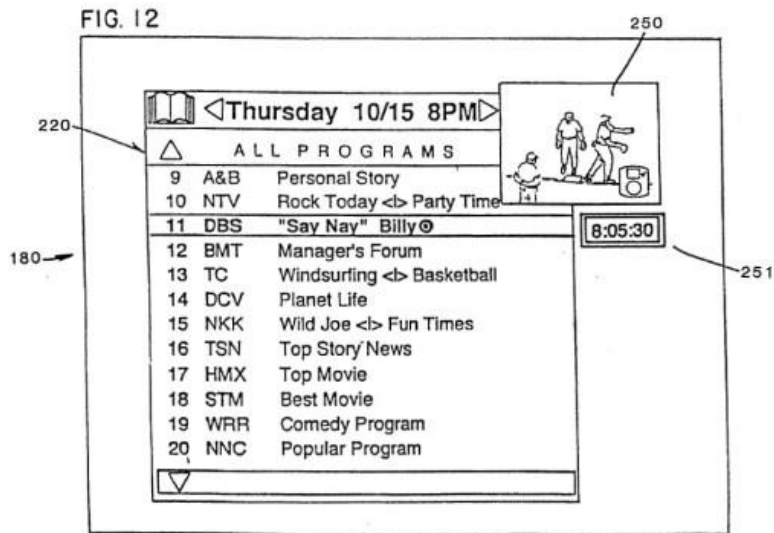 FIG. 12
250
Thursday 10/15 8PM
220
ALL PROGRAMS
9 A&B Personal Story
10 NTV Rock Today <I> Party Time
11 DBS "Say Nay" Billy
8:05:30
12 BMT Manager's Forum
180
251
13 TC Windsurfing <I> Basketball
14 DCV Planet Life
15 NKK Wild Joe <I> Fun Times
16 TSN Top Story News
17 HMX Top Movie
18 STM Best Movie
19 WRR Comedy Program
20 NNC Popular Program